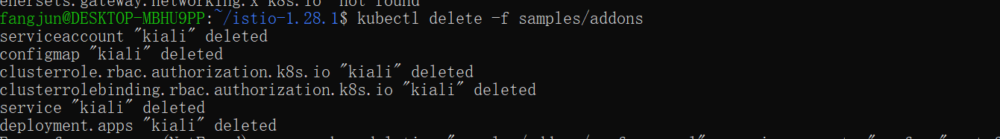 enersets.gateway.networking.x-k8s.io" not found
fangjun@DESKTOP-MBHU9PP:~/istio-1.28.1$ kubectl delete -f samples/addons
serviceaccount "kiali" deleted
configmap "kiali" deleted
clusterrole.rbac.authorization.k8s.io "kiali" deleted
clusterrolebinding.rbac.authorization.k8s.io "kiali" deleted
service "kiali" deleted
deployment.apps "kiali" deleted